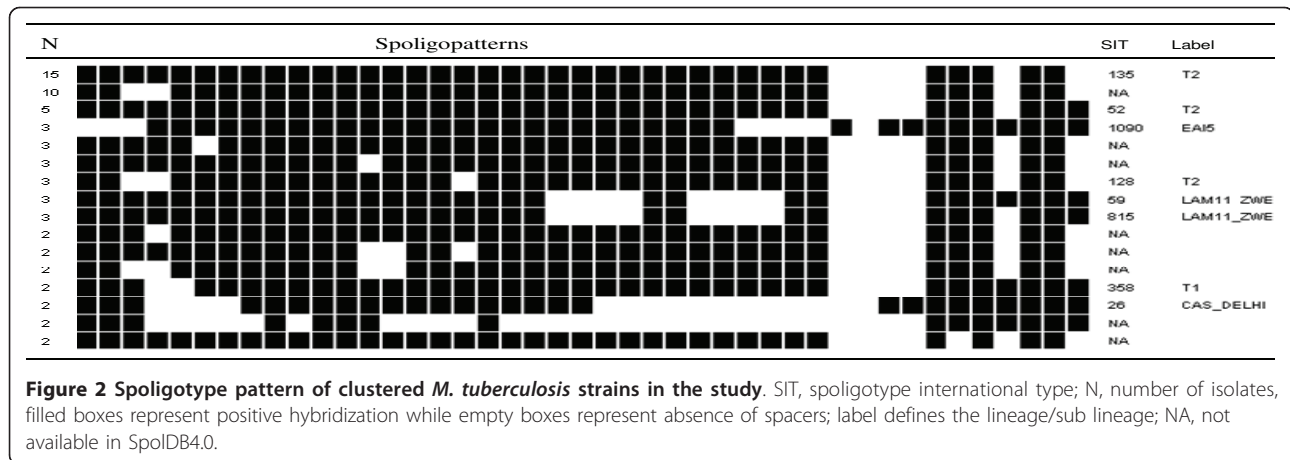 N Spoligopatterns SIT Label
15 135 T2
10 NA
5 52 T2
3 1090 EAI5
3 NA
3 NA
3 128 T2
3 59 LAM11 ZWE
3 815 LAM11_ZWE
2 NA
2 NA
2 NA
2 358 T1
2 26 CAS_DELHI
2 NA
2 NA
Figure 2 Spoligotype pattern of clustered M. tuberculosis strains in the study. SIT, spoligotype international type; N, number of isolates,
filled boxes represent positive hybridization while empty boxes represent absence of spacers; label defines the lineage/sub lineage; NA, not
available in SpolDB4.0.